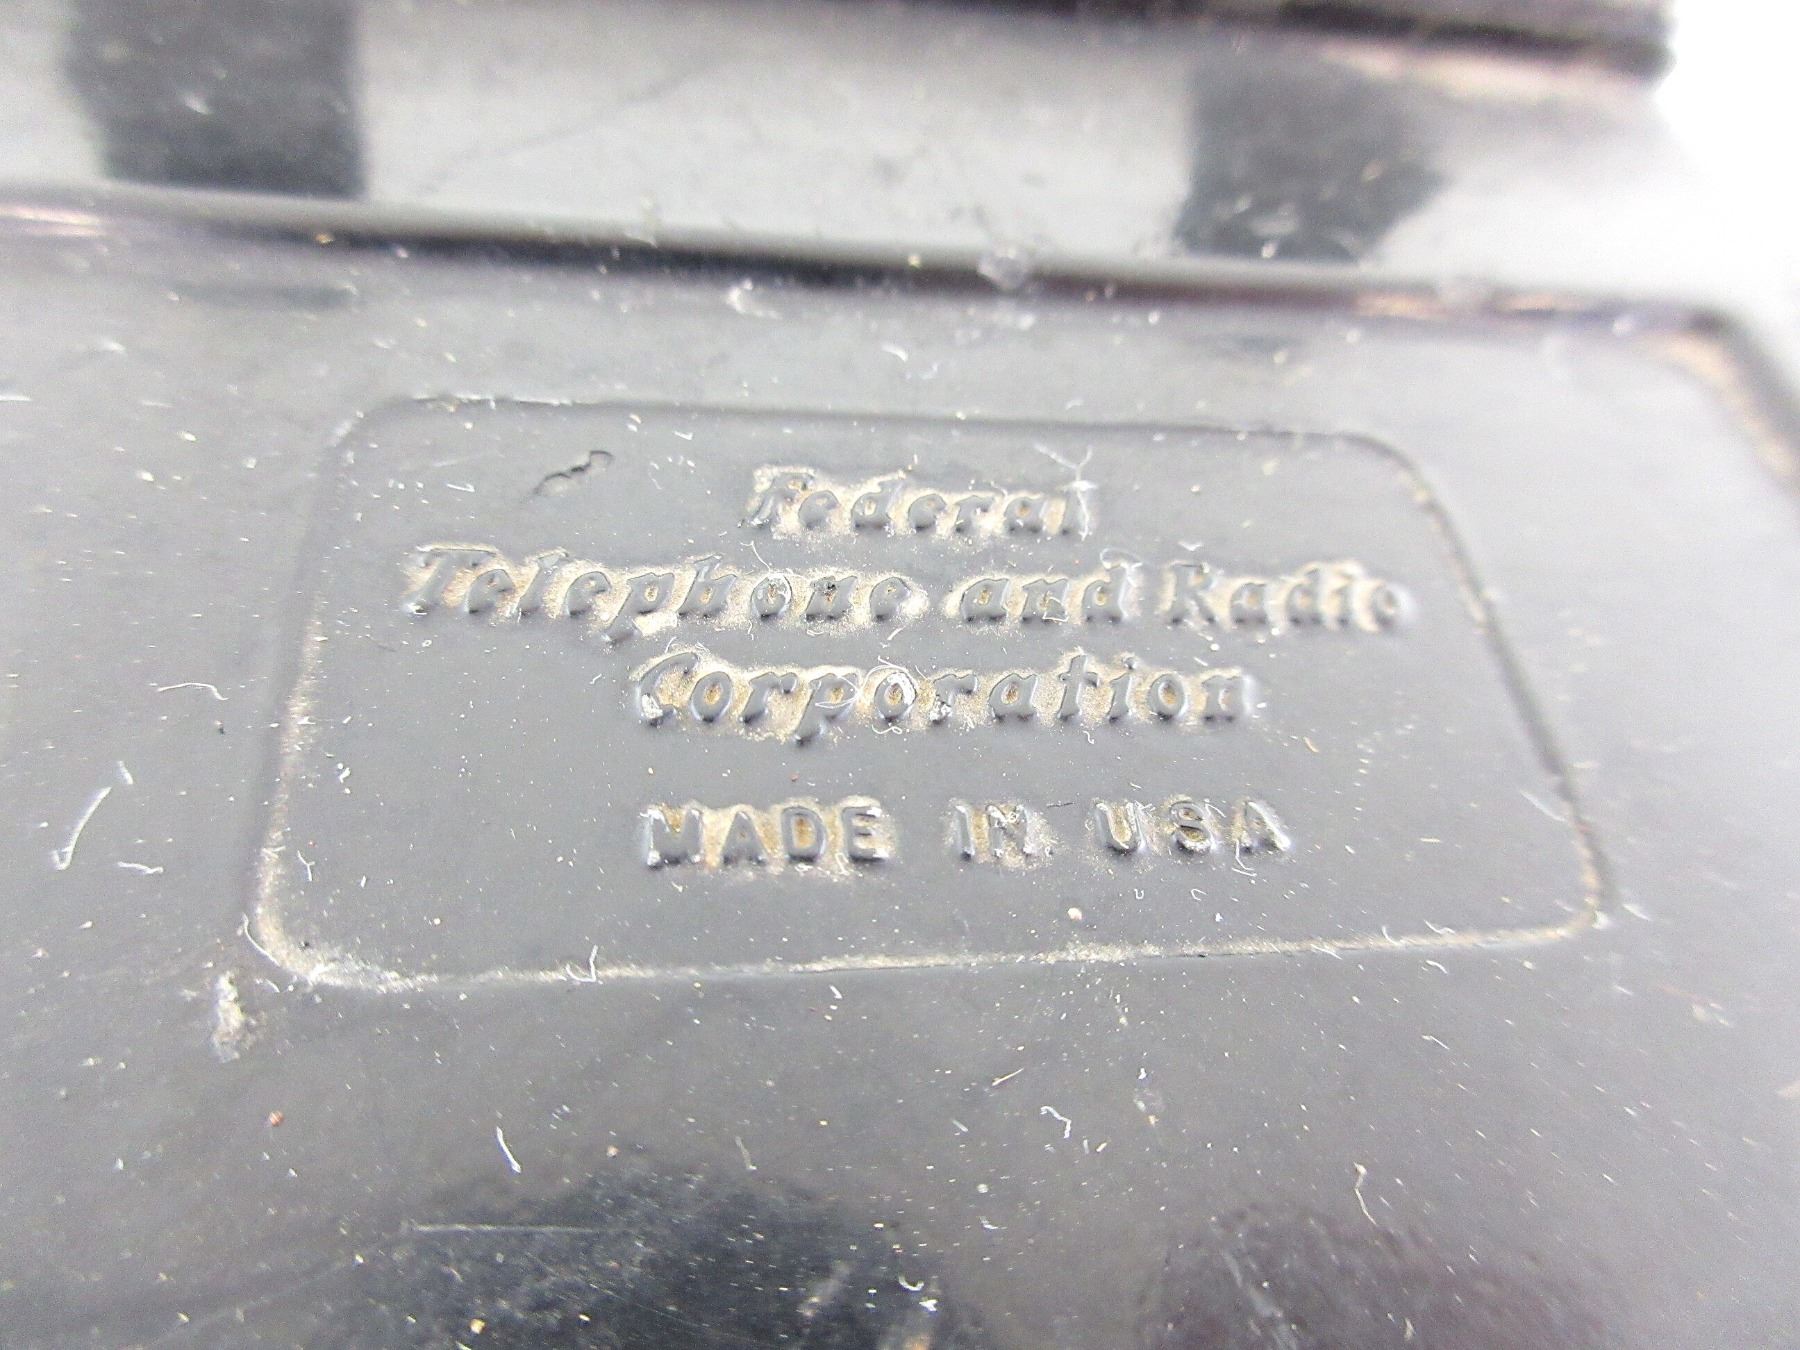 Federal
Telephone and Radio
Corporation
MADE IN USA